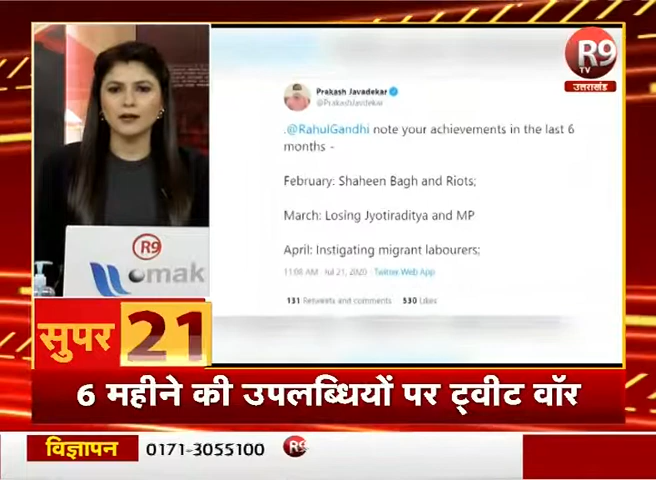 R9
TV
उत्तराखंड
Prakash Javadekar
@PrakashJavdekar
.@RahulGandhi note your achievements in the last 6
months -
February: Shaheen Bagh and Riots;
March: Losing Jyotiraditya and MP
April: Instigating migrant labourers;
11:08 AM · Jul 21, 2020 · Twitter Web App
131 Retweets and comments 530 Likes
R9
omak
सुपर 21
6 महीने की उपलब्धियों पर ट्वीट वॉर
विज्ञापन 0171-3055100 R9